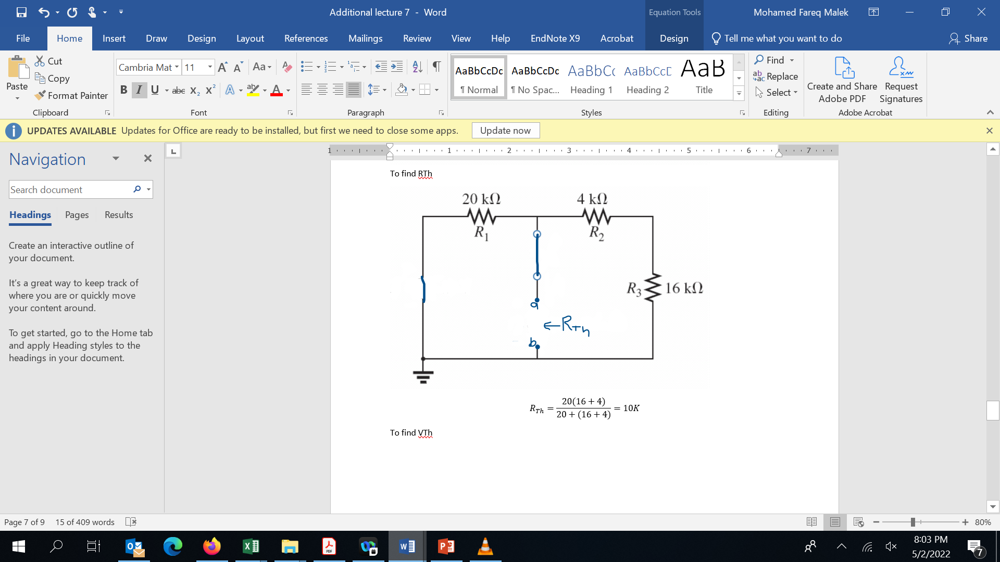 Additional lecture 7 - Word
Equation Tools
Mohamed Fareq Malek
File Home Insert Draw Design Layout References Mailings Review View Help EndNote X9 Acrobat Design Tell me what you want to do Share
Paste
Cut
Copy
Format Painter
Clipboard
Cambria Mat 11
Font
Paragraph
AaBbCcDc AaBbCcDc AaBbCc AaBbCcD AaB
¶ Normal ¶ No Spac... Heading 1 Heading 2 Title
Styles
Find
Replace
Select
Editing
Create and Share Adobe PDF
Request Signatures
Adobe Acrobat
UPDATES AVAILABLE Updates for Office are ready to be installed, but first we need to close some apps. Update now
Navigation
Search document
Headings Pages Results
Create an interactive outline of
your document.
It's a great way to keep track of
where you are or quickly move
your content around.
To get started, go to the Home tab
and apply Heading styles to the
headings in your document.
1 1 2 3 4 5 6 7
To find RTh
20 kΩ 4 kΩ
R1 R2
R3 16 kΩ
a
←RTh
b
R_Th = 20(16 + 4) / 20 + (16 + 4) = 10K
To find VTh
Page 7 of 9 15 of 409 words 80%
8:03 PM
5/2/2022
7